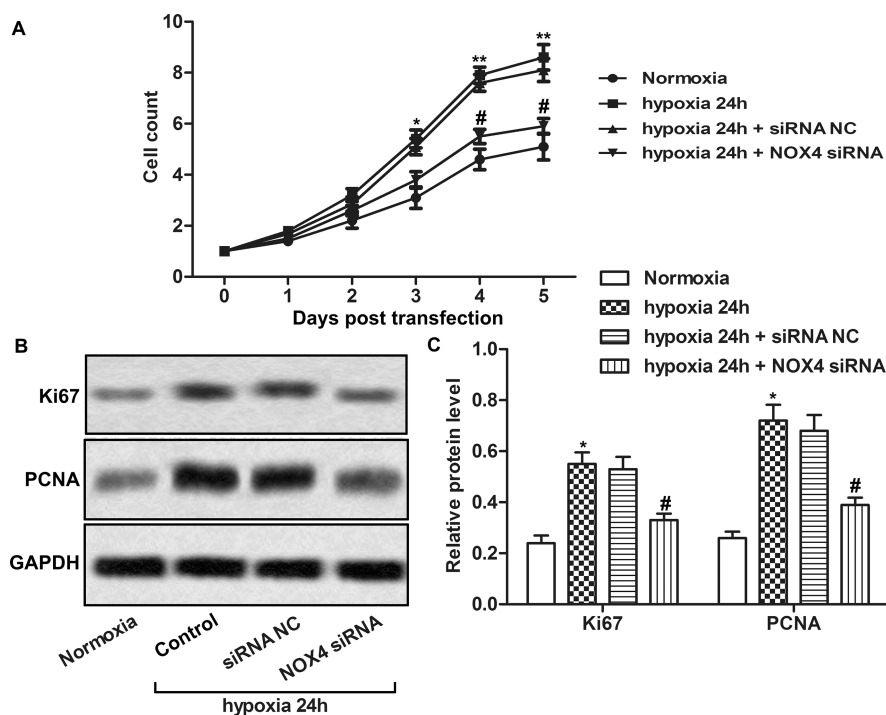 A
10
8
6
4
2
0
Cell count
*
**
**
#
#
0 1 2 3 4 5
Days post transfection
Normoxia
hypoxia 24h
hypoxia 24h + siRNA NC
hypoxia 24h + NOX4 siRNA
B
Ki67
PCNA
GAPDH
Normoxia
Control
siRNA NC
NOX4 siRNA
hypoxia 24h
C
Normoxia
hypoxia 24h
hypoxia 24h + siRNA NC
hypoxia 24h + NOX4 siRNA
1.0
0.8
0.6
0.4
0.2
0.0
Relative protein level
*
#
*
#
Ki67 PCNA